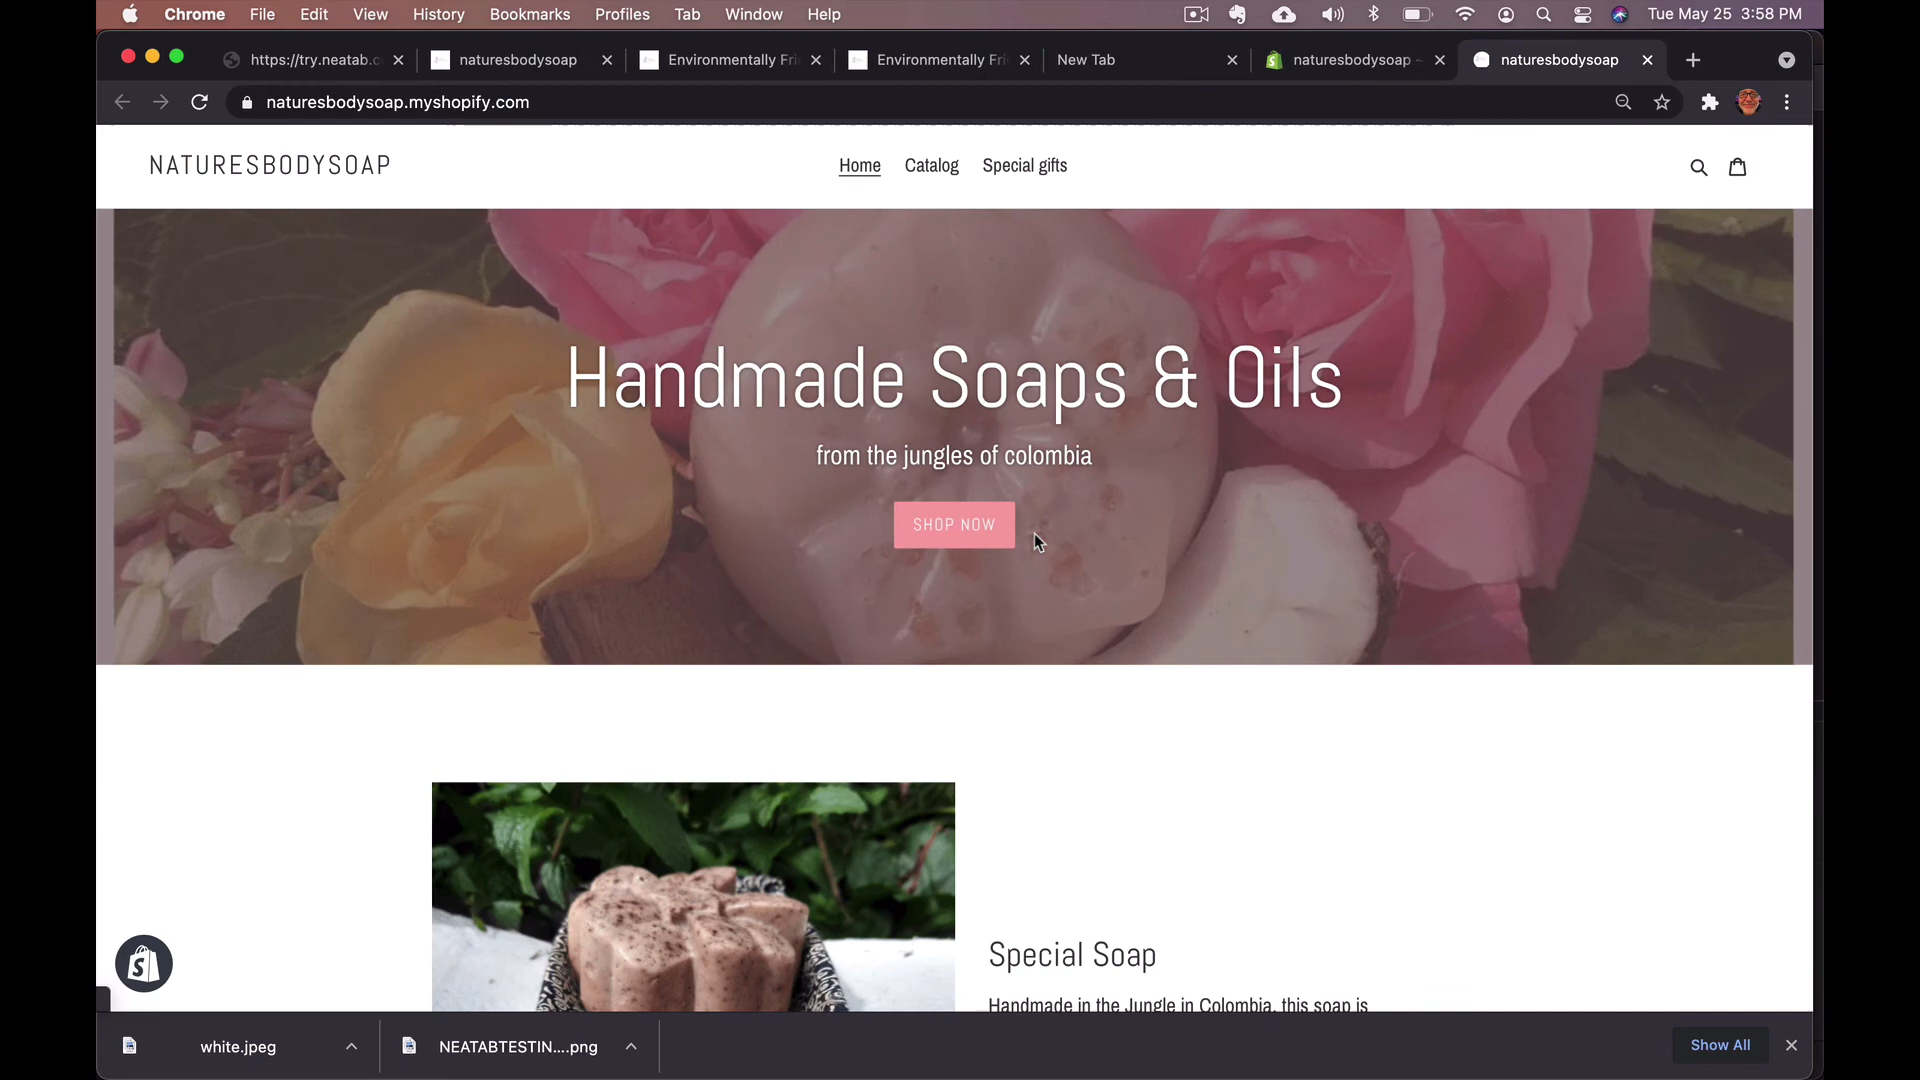 Chrome File Edit View History Bookmarks Profiles Tab Window Help Tue May 25 3:58 PM
https://try.neatab.c naturesbodysoap Environmentally Fri Environmentally Fri New Tab naturesbodysoap ~ naturesbodysoap
naturesbodysoap.myshopify.com
NATURESBODYSOAP Home Catalog Special gifts
Handmade Soaps & Oils
from the jungles of colombia
SHOP NOW
Special Soap
Handmade in the Jungle in Colombia, this soap is
white.jpeg NEATABTESTIN....png Show All